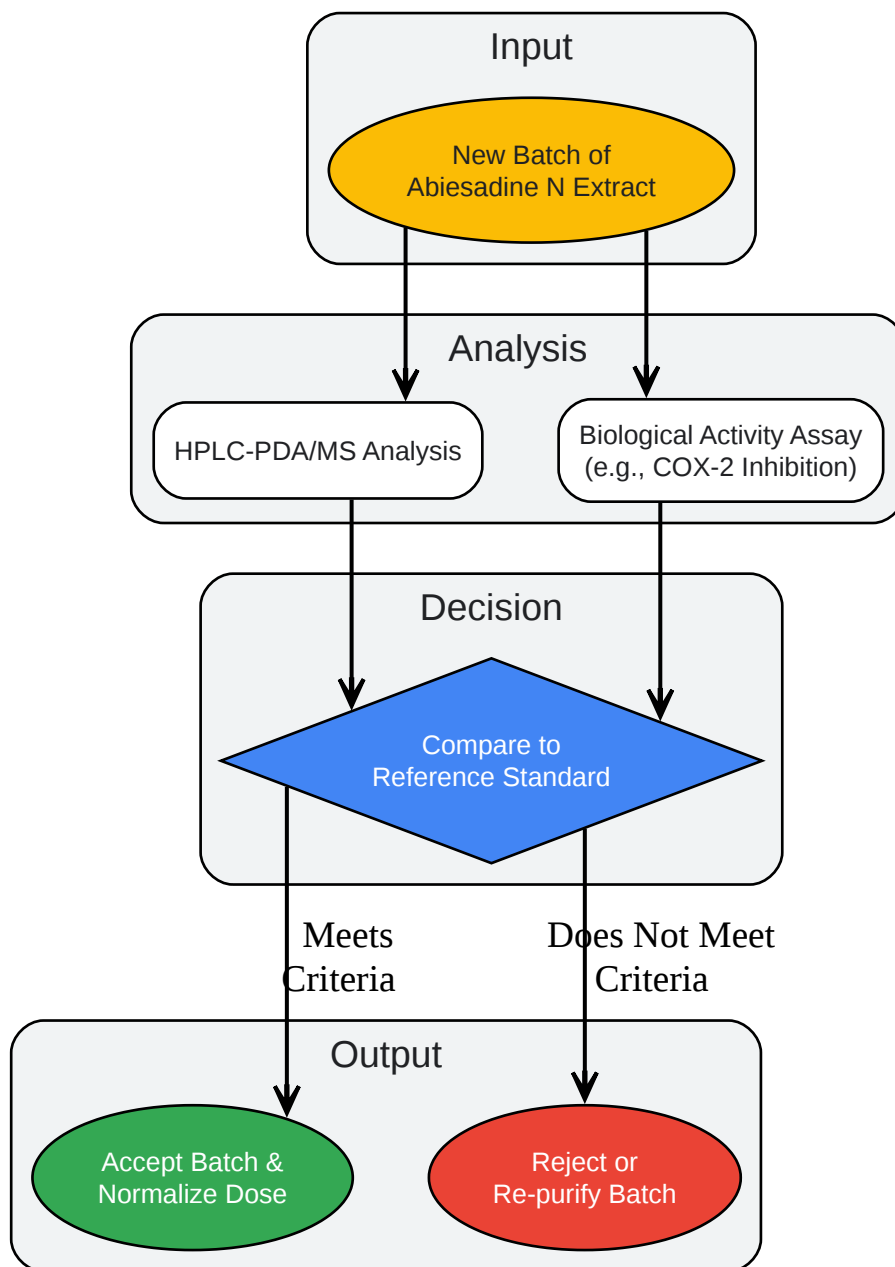 Input
New Batch of
Abiesadine N Extract
Analysis
HPLC-PDA/MS Analysis
Biological Activity Assay
(e.g., COX-2 Inhibition)
Decision
Compare to
Reference Standard
Meets
Criteria
Does Not Meet
Criteria
Output
Accept Batch &
Normalize Dose
Reject or
Re-purify Batch